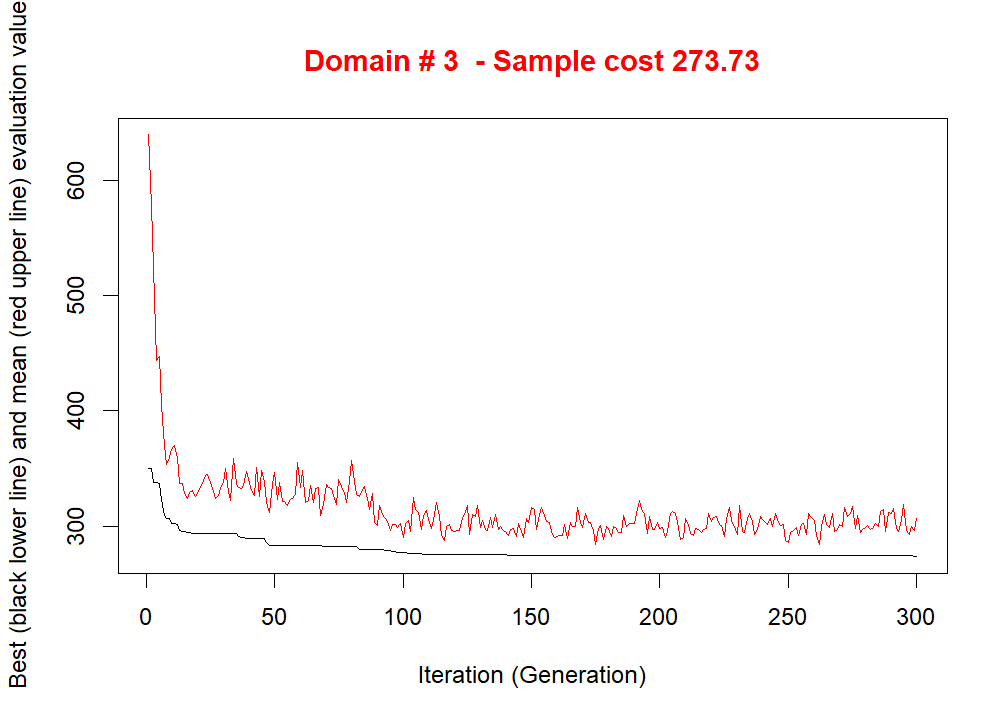 Domain # 3  - Sample cost 273.73
Best (black lower line) and mean (red upper line) evaluation value
600
500
400
300
0 50 100 150 200 250 300
Iteration (Generation)